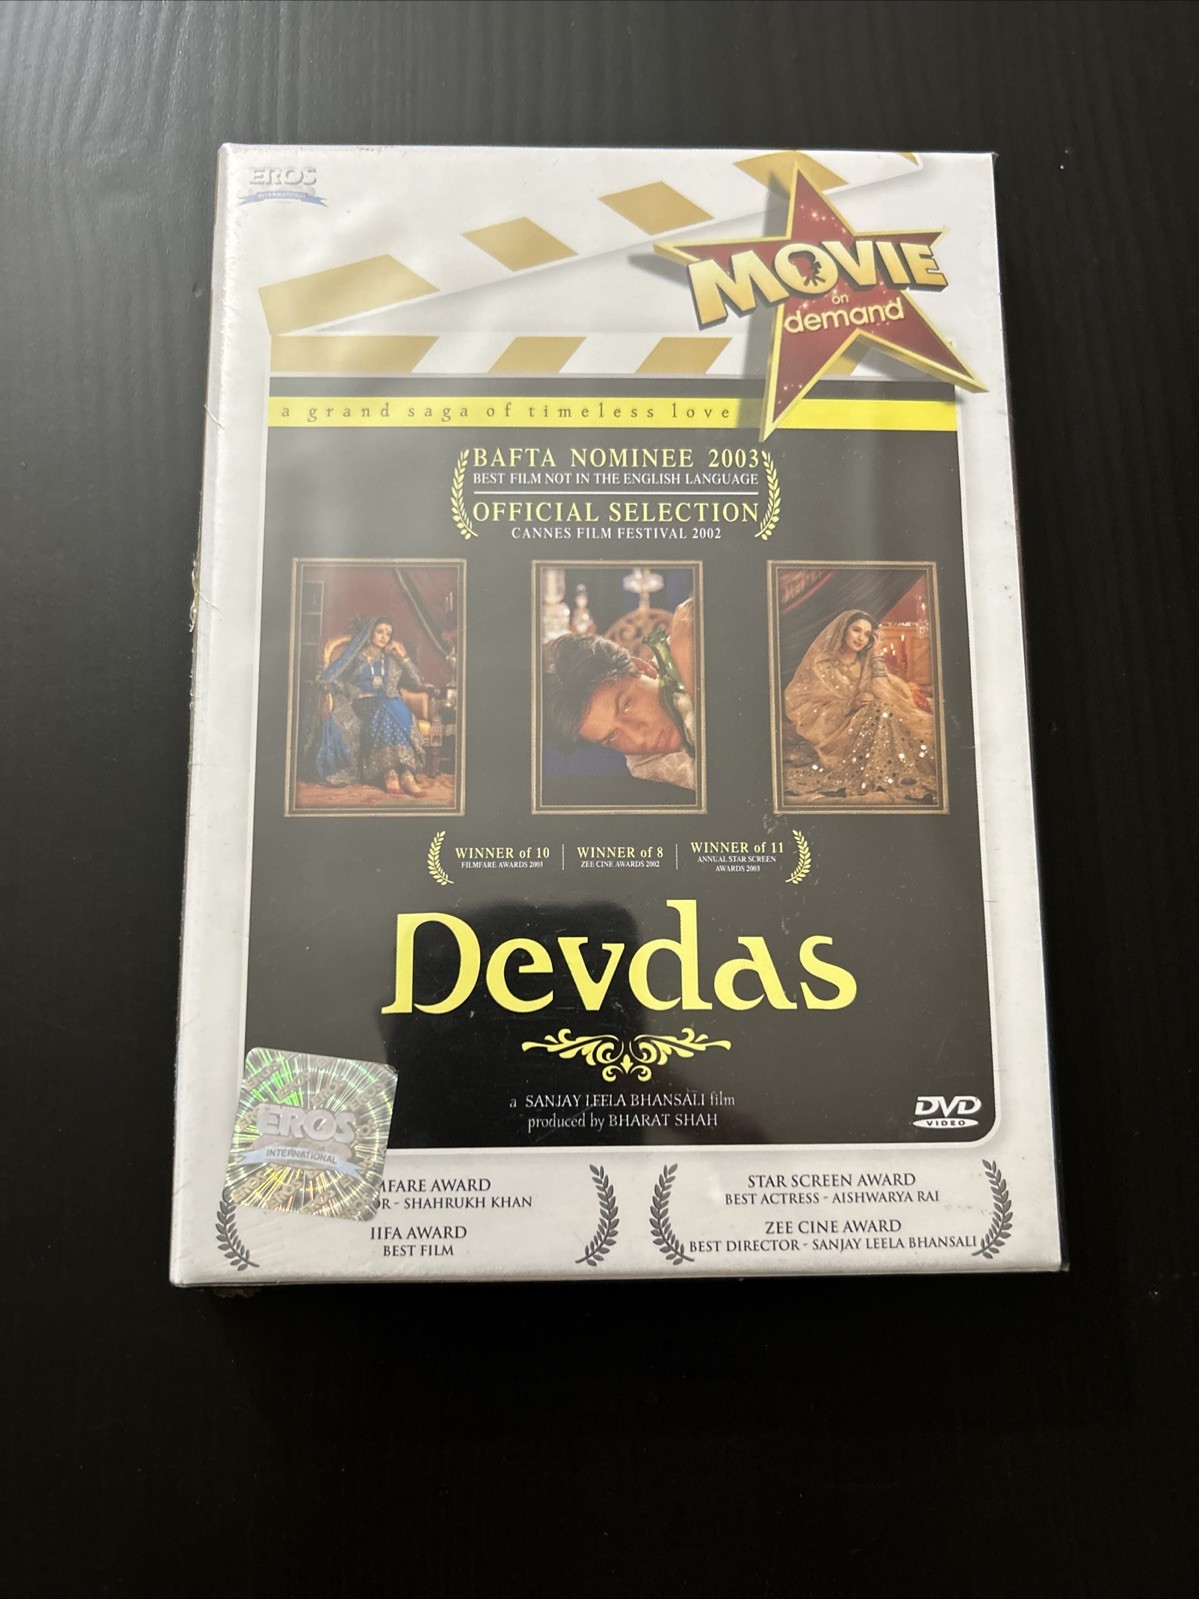 EROS
INTERNATIONAL
MOVIE
on
demand
a grand saga of timeless love
BAFTA NOMINEE 2003
BEST FILM NOT IN THE ENGLISH LANGUAGE
OFFICIAL SELECTION
CANNES FILM FESTIVAL 2002
WINNER of 10
FILMFARE AWARDS 2003
WINNER of 8
ZEE CINE AWARDS 2002
WINNER of 11
ANNUAL STAR SCREEN
AWARDS 2003
Devdas
a SANJAY LEELA BHANSALI film
produced by BHARAT SHAH
DVD
VIDEO
EROS
INTERNATIONAL
MFARE AWARD
OR - SHAHRUKH KHAN
IIFA AWARD
BEST FILM
STAR SCREEN AWARD
BEST ACTRESS - AISHWARYA RAI
ZEE CINE AWARD
BEST DIRECTOR - SANJAY LEELA BHANSALI